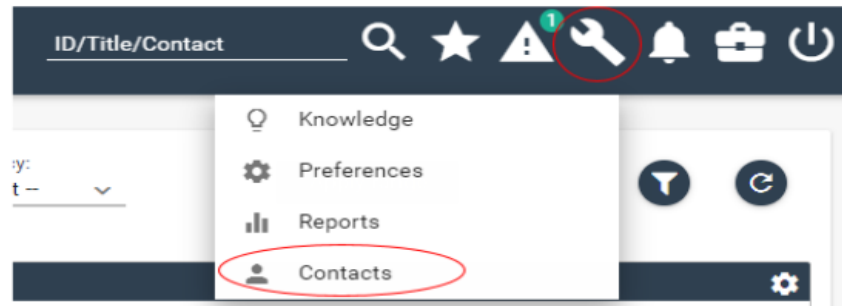 ID/Title/Contact
1
Knowledge
Preferences
Reports
Contacts